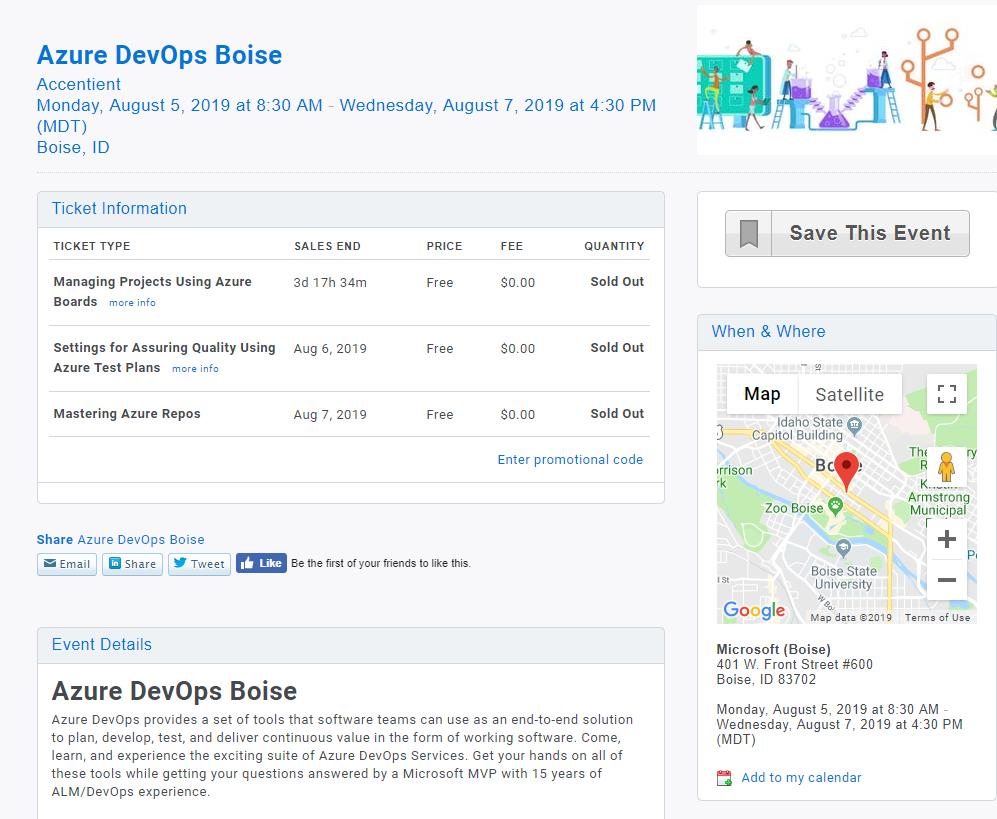 Azure DevOps Boise
Accentient
Monday, August 5, 2019 at 8:30 AM - Wednesday, August 7, 2019 at 4:30 PM
(MDT)
Boise, ID
Ticket Information
TICKET TYPE SALES END PRICE FEE QUANTITY
Managing Projects Using Azure
Boards more info 3d 17h 34m Free $0.00 Sold Out
Settings for Assuring Quality Using
Azure Test Plans more info Aug 6, 2019 Free $0.00 Sold Out
Mastering Azure Repos Aug 7, 2019 Free $0.00 Sold Out
Enter promotional code
Share Azure DevOps Boise
Email Share Tweet Like Be the first of your friends to like this.
Event Details
Azure DevOps Boise
Azure DevOps provides a set of tools that software teams can use as an end-to-end solution
to plan, develop, test, and deliver continuous value in the form of working software. Come,
learn, and experience the exciting suite of Azure DevOps Services. Get your hands on all of
these tools while getting your questions answered by a Microsoft MVP with 15 years of
ALM/DevOps experience.
Save This Event
When & Where
Map Satellite
Idaho State
Capitol Building
Zoo Boise
Armstrong
Municipal
Boise State
University
Google
Map data ©2019 Terms of Use
Microsoft (Boise)
401 W. Front Street #600
Boise, ID 83702
Monday, August 5, 2019 at 8:30 AM -
Wednesday, August 7, 2019 at 4:30 PM
(MDT)
Add to my calendar